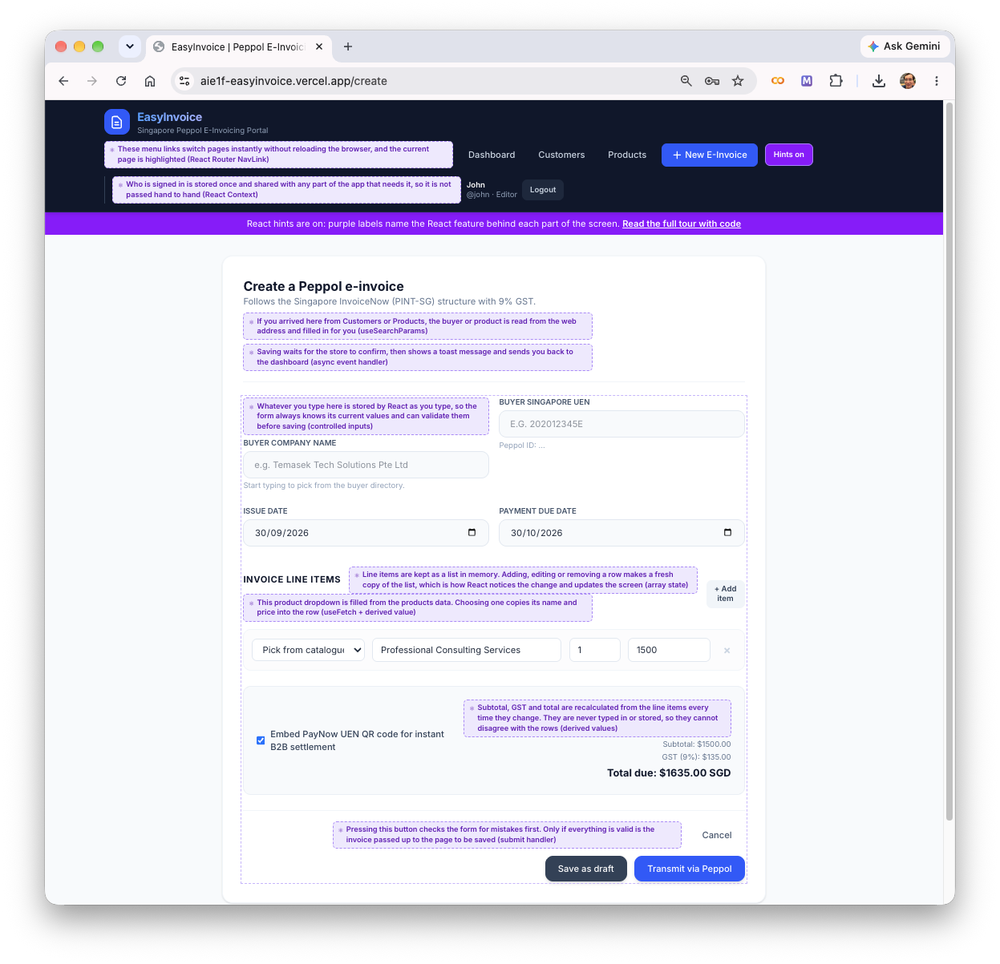 EasyInvoice | Peppol E-Invoic
Ask Gemini
aie1f-easyinvoice.vercel.app/create
M
EasyInvoice
Singapore Peppol E-Invoicing Portal
These menu links switch pages instantly without reloading the browser, and the current
page is highlighted (React Router NavLink)
Dashboard
Customers
Products
+ New E-Invoice
Hints on
Who is signed in is stored once and shared with any part of the app that needs it, so it is not
passed hand to hand (React Context)
John
@john · Editor
Logout
React hints are on: purple labels name the React feature behind each part of the screen. Read the full tour with code
Create a Peppol e-invoice
Follows the Singapore InvoiceNow (PINT-SG) structure with 9% GST.
If you arrived here from Customers or Products, the buyer or product is read from the web
address and filled in for you (useSearchParams)
Saving waits for the store to confirm, then shows a toast message and sends you back to
the dashboard (async event handler)
Whatever you type here is stored by React as you type, so the
form always knows its current values and can validate them
before saving (controlled inputs)
BUYER COMPANY NAME
e.g. Temasek Tech Solutions Pte Ltd
Start typing to pick from the buyer directory.
BUYER SINGAPORE UEN
E.G. 202012345E
Peppol ID: ...
ISSUE DATE
30/09/2026
PAYMENT DUE DATE
30/10/2026
INVOICE LINE ITEMS
Line items are kept as a list in memory. Adding, editing or removing a row makes a fresh
copy of the list, which is how React notices the change and updates the screen (array state)
+ Add
item
This product dropdown is filled from the products data. Choosing one copies its name and
price into the row (useFetch + derived value)
Pick from catalogue
Professional Consulting Services
1
1500
×
Embed PayNow UEN QR code for instant
B2B settlement
Subtotal, GST and total are recalculated from the line items every
time they change. They are never typed in or stored, so they cannot
disagree with the rows (derived values)
Subtotal: $1500.00
GST (9%): $135.00
Total due: $1635.00 SGD
Pressing this button checks the form for mistakes first. Only if everything is valid is the
invoice passed up to the page to be saved (submit handler)
Cancel
Save as draft
Transmit via Peppol